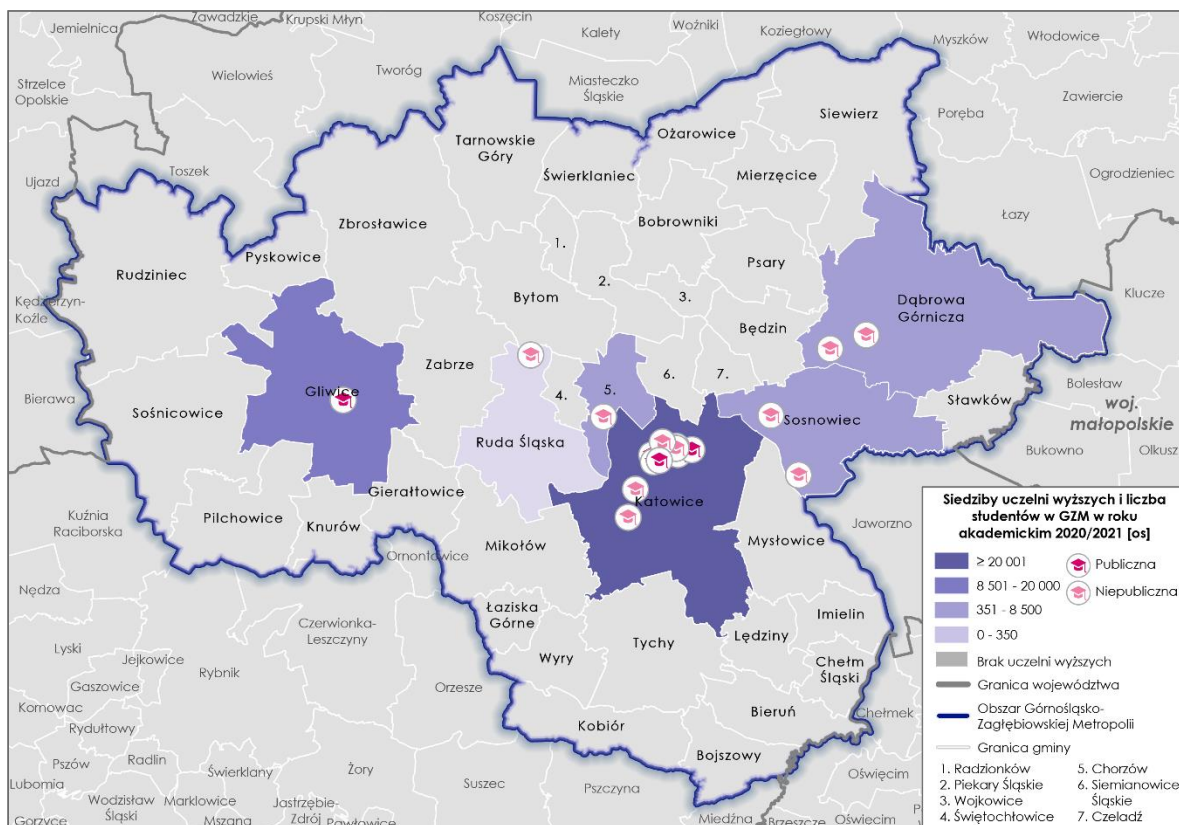 Jemielnica
Zawadzkie
Krupski Młyn
Koszęcin
Kalety
Woźniki
Koziegłowy
Myszków
Włodowice
Strzelce
Opolskie
Wielowieś
Tworóg
Miasteczko
Śląskie
Siewierz
Poręba
Zawiercie
Tarnowskie
Góry
Ożarowice
Ujazd
Toszek
Świerklaniec
Mierzęcice
Ogrodzieniec
Zbrosławice
Bobrowniki
Łazy
Rudziniec
Pyskowice
1.
2.
Psary
Kędzierzyn-
Koźle
Bytom
3.
Dąbrowa
Górnicza
Klucze
Będzin
Zabrze
6.
7.
Bierawa
Gliwice
4.
5.
Sławków
Bolesław
woj.
małopolskie
Sośnicowice
Ruda Śląska
Sosnowiec
Bukowno
Olkusz
Gierałtowice
Katowice
Kuźnia
Raciborska
Pilchowice
Knurów
Ornontowice
Mikołów
Mysłowice
Jaworzno
Nędza
Łaziska
Górne
Imielin
Czerwionka-
Leszczyny
Tychy
Lędziny
Lyski
Jejkowice
Rybnik
Wyry
Chełm
Śląski
Gaszowice
Orzesze
Kornowac
Rydułtowy
Bieruń
Chełmek
Kobiór
Bojszowy
Pszów
Radlin
Świerklany
Żory
Lubomia
Suszec
Pszczyna
Oświęcim
Wodzisław
Śląski
Marklowice
Jastrzębie-
Zdrój
Gorzyce
Mszana
Pawłowice
Miedźna
Brzeszcze
Oświęcim
Siedziby uczelni wyższych i liczba
studentów w GZM w roku
akademickim 2020/2021 [os]
≥ 20 001
8 501 - 20 000
351 - 8 500
0 - 350
Publiczna
Niepubliczna
Brak uczelni wyższych
Granica województwa
Obszar Górnośląsko-
Zagłębiowskiej Metropolii
Granica gminy
1. Radzionków
2. Piekary Śląskie
3. Wojkowice
4. Świętochłowice
5. Chorzów
6. Siemianowice
Śląskie
7. Czeladź